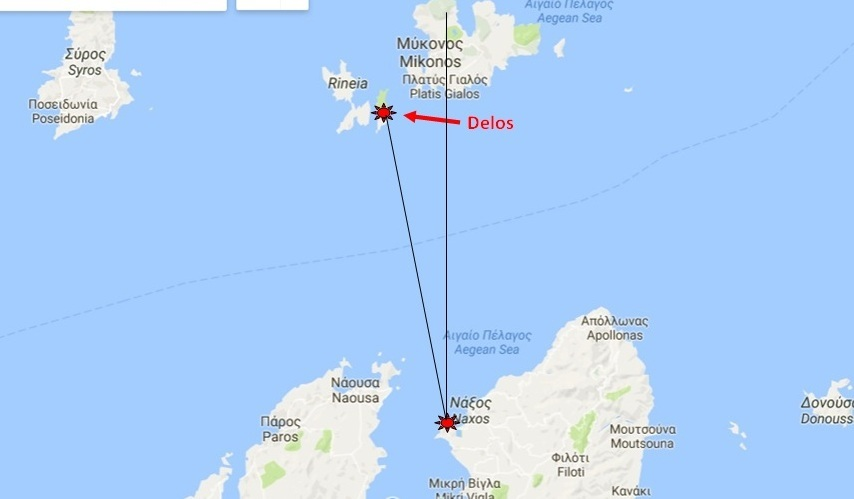 Αιγαίο Πέλαγος
Aegean Sea
Μύκονος
Mikonos
Σύρος
Syros
Πλατύς Γιαλός
Platis Gialos
Rineia
Ποσειδωνία
Poseidonia
Delos
Απόλλωνας
Apollonas
Αιγαίο Πέλαγος
Aegean Sea
Νάουσα
Naousa
Νάξος
Naxos
Δονούσα
Donouss
Πάρος
Paros
Μουτσούνα
Moutsouna
Φιλότι
Filoti
Μικρή Βίγλα
Mikri Vigla
Κανάκι